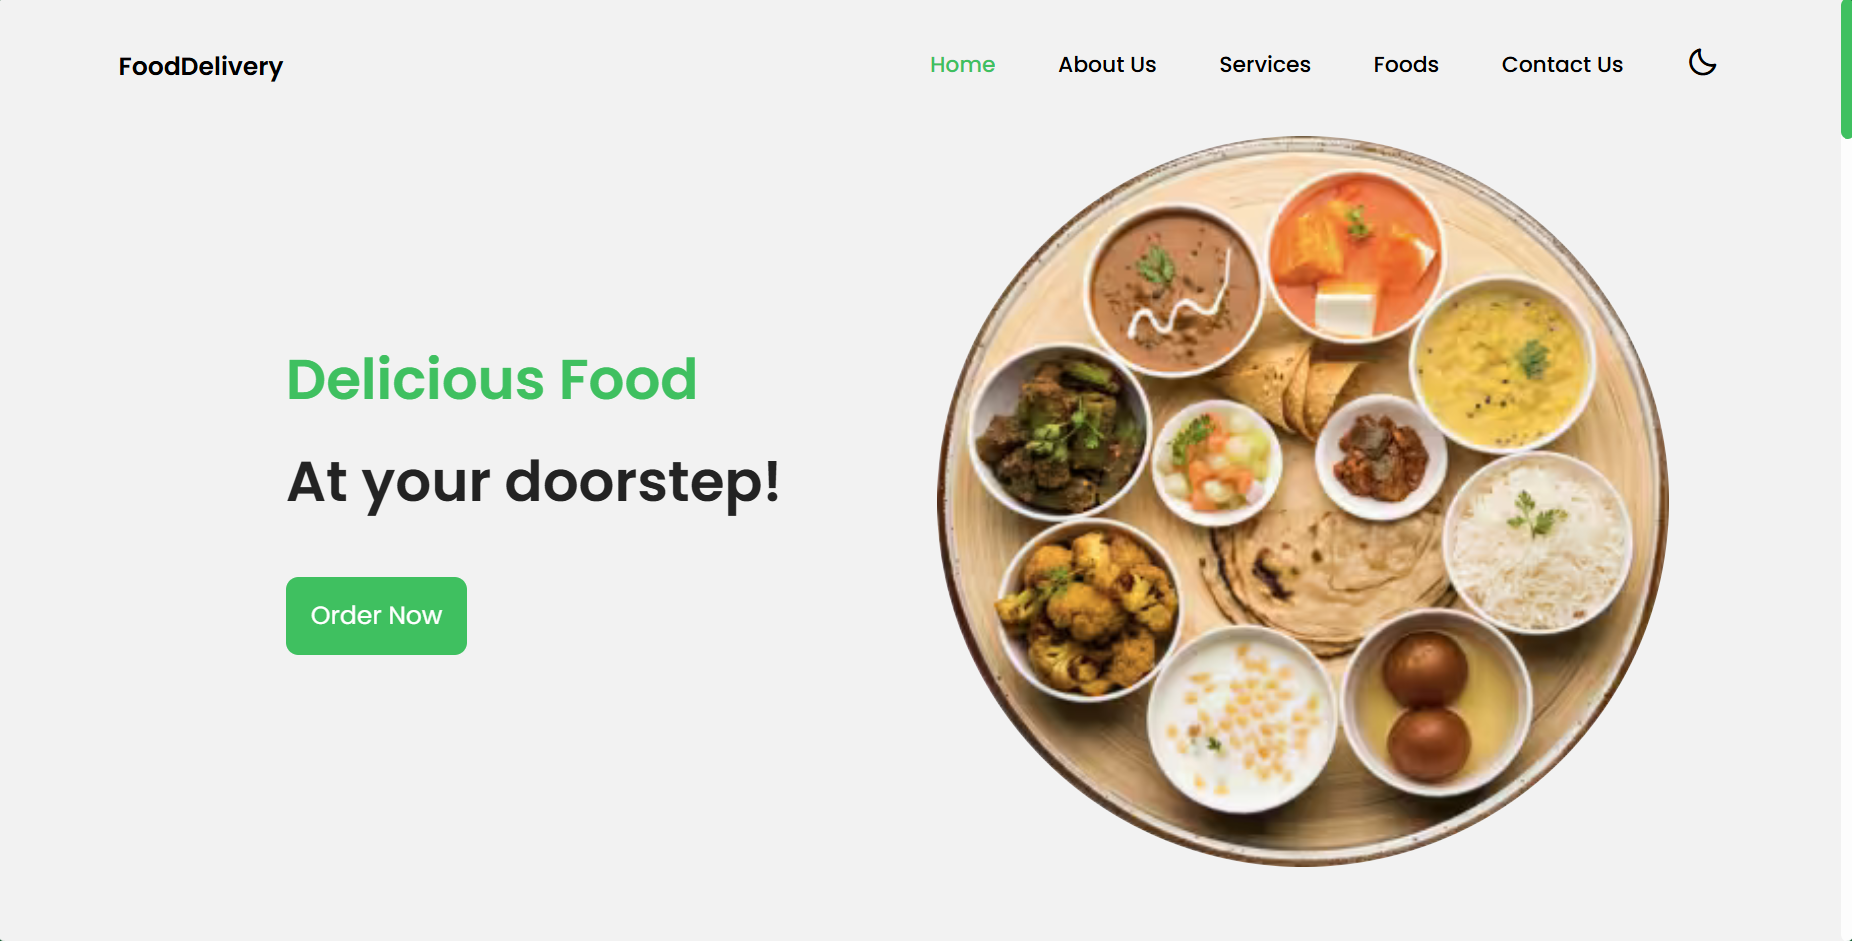 FoodDelivery
Home About Us Services Foods Contact Us
Delicious Food
At your doorstep!
Order Now